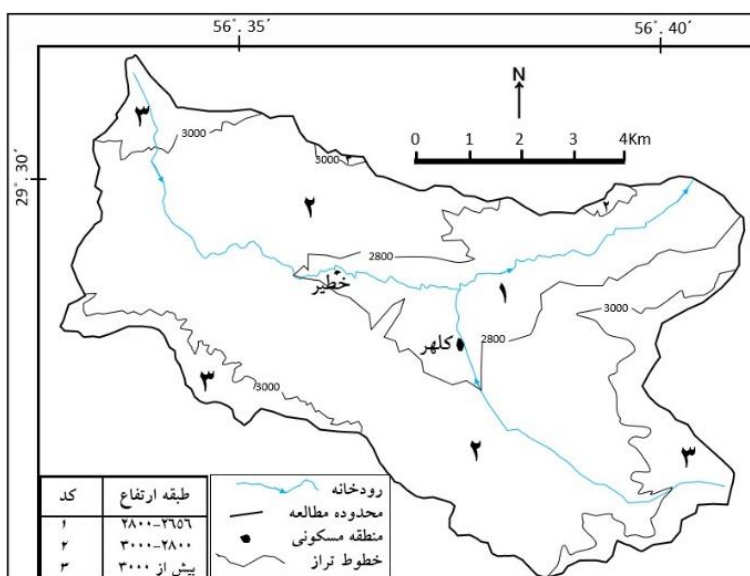 56°. 35′
56°. 40′
N
0 1 2 3 4Km
29°. 30′
۳
3000
3000
۲
۲
2800
خطیر
۱
3000
2800
کلهر
۳
3000
۲
۳
طبقه ارتفاع کد
۲۸۰۰-۲٦٥٦ ۱
۳۰۰۰-۲۸۰۰ ۲
بیش از ۳۰۰۰ ۳
رودخانه
محدوده مطالعه
منطقه مسکونی
خطوط تراز